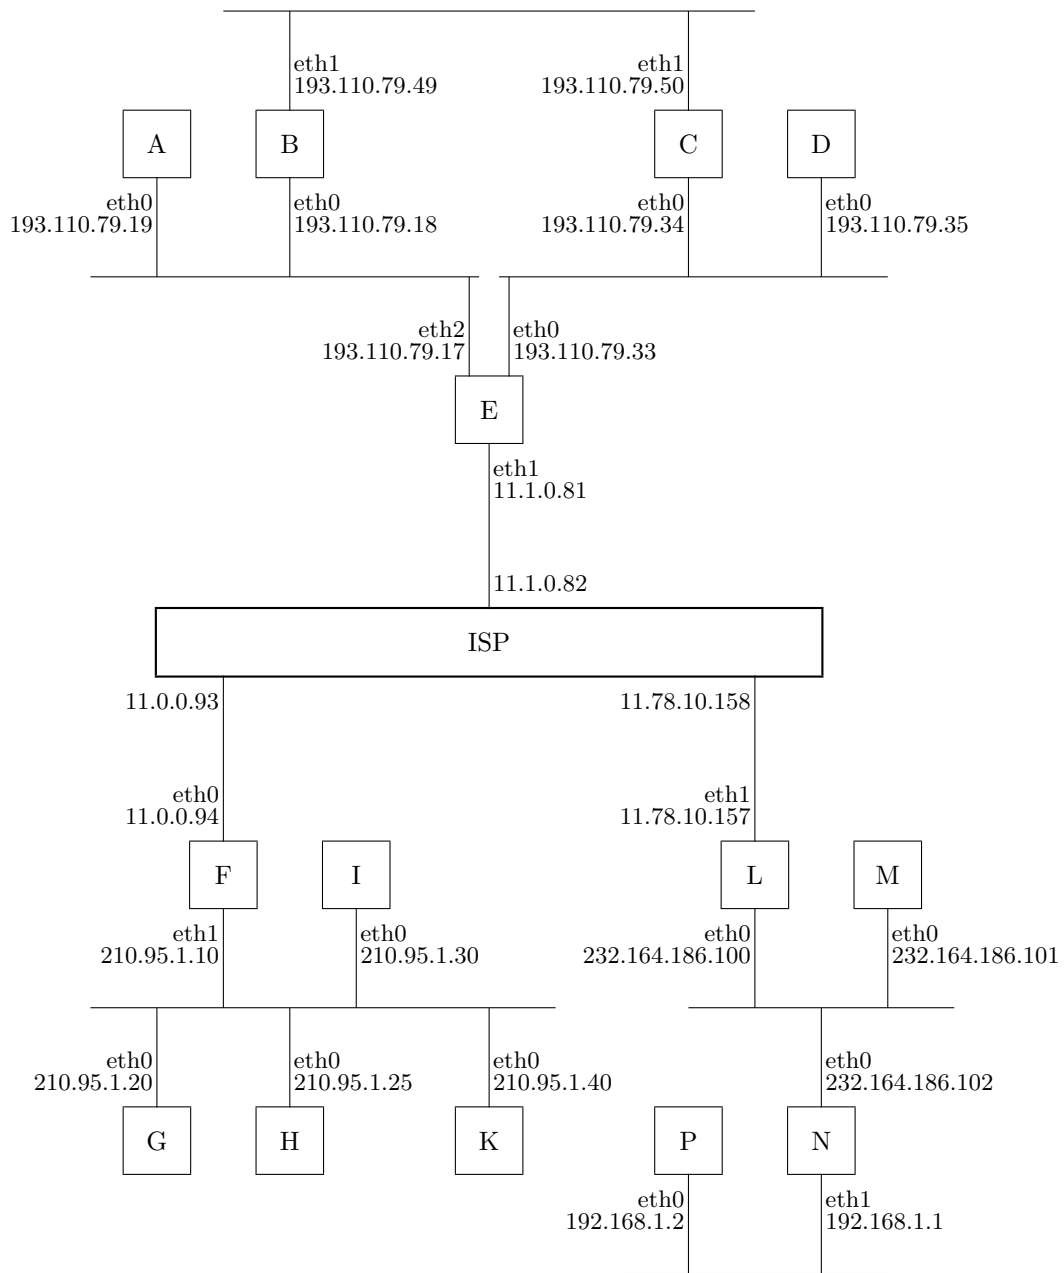 eth1
193.110.79.49
eth1
193.110.79.50
A
B
C
D
eth0
193.110.79.19
eth0
193.110.79.18
eth0
193.110.79.34
eth0
193.110.79.35
eth2
193.110.79.17
eth0
193.110.79.33
E
eth1
11.1.0.81
11.1.0.82
ISP
11.0.0.93
11.78.10.158
eth0
11.0.0.94
eth1
11.78.10.157
F
I
L
M
eth1
210.95.1.10
eth0
210.95.1.30
eth0
232.164.186.100
eth0
232.164.186.101
eth0
210.95.1.20
eth0
210.95.1.25
eth0
210.95.1.40
eth0
232.164.186.102
G
H
K
P
N
eth0
192.168.1.2
eth1
192.168.1.1